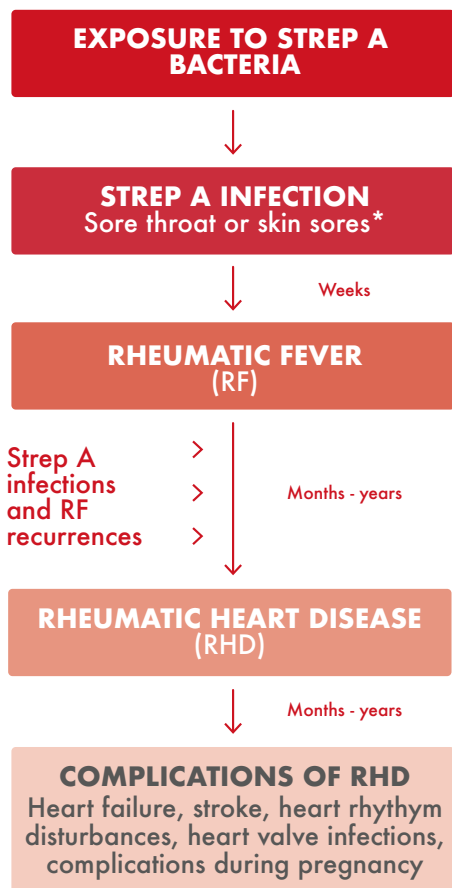 EXPOSURE TO STREP A
BACTERIA
STREP A INFECTION
Sore throat or skin sores*
Weeks
RHEUMATIC FEVER
(RF)
Strep A
infections
and RF
recurrences
>
>
>
Months - years
RHEUMATIC HEART DISEASE
(RHD)
Months - years
COMPLICATIONS OF RHD
Heart failure, stroke, heart rhythym
disturbances, heart valve infections,
complications during pregnancy